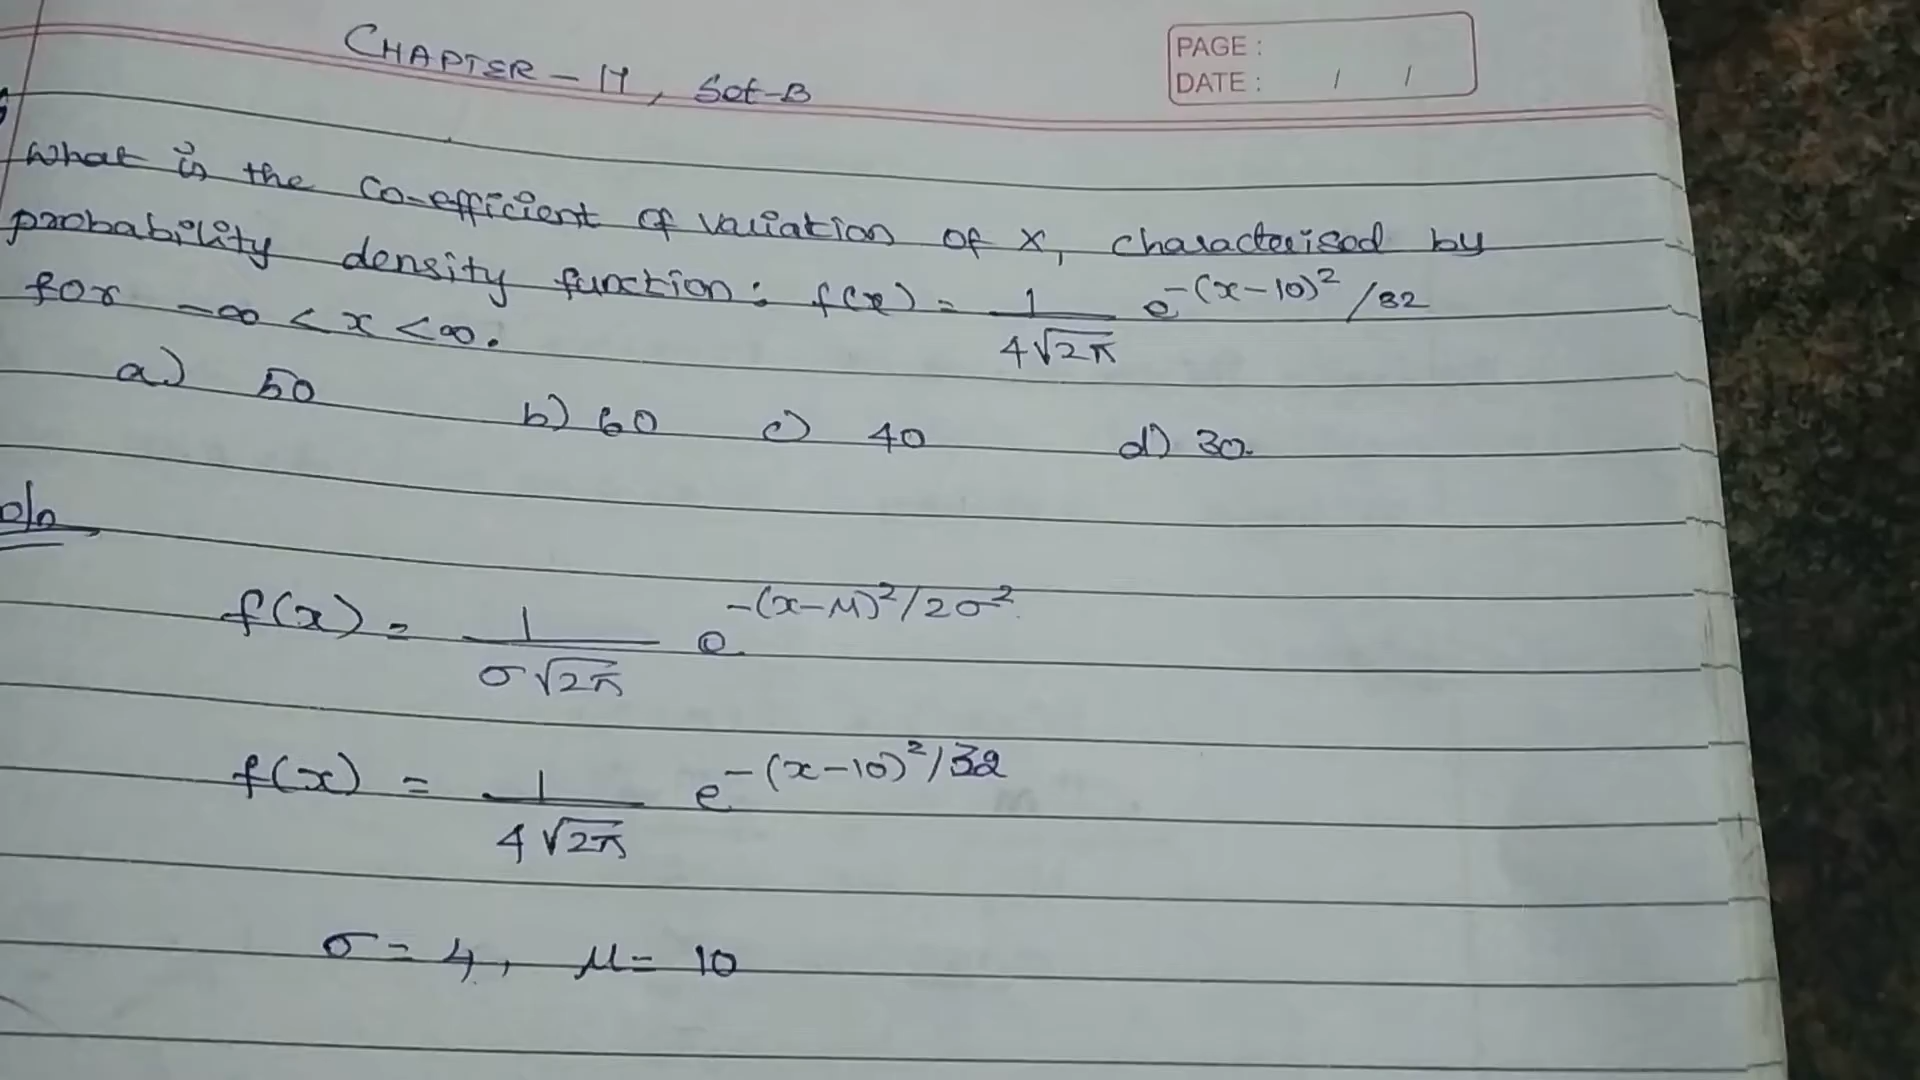 CHAPTER - 17, Set-B
PAGE :
DATE : / /
What is the co-efficient of variation of x, characterised by
probability density function : f(x) = 1/4√2π e^-(x-10)²/32
for -∞ < x < ∞.
a) 50 b) 60 c) 40 d) 30.
f(x) = 1/σ√2π e^-(x-μ)²/2σ²
f(x) = 1/4√2π e^-(x-10)²/32
σ = 4, μ = 10